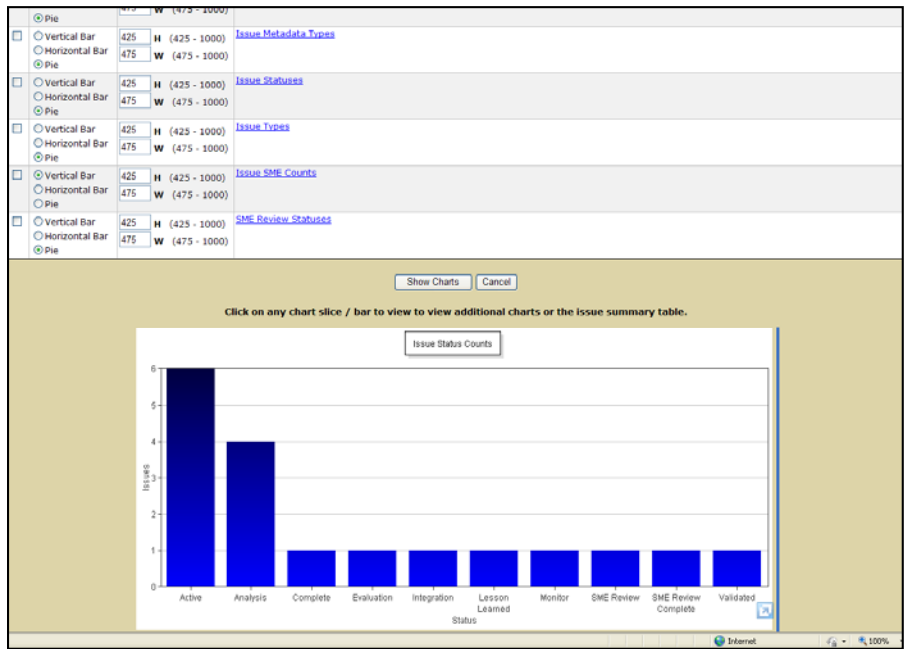 475 W (475 - 1000)
Pie
Vertical Bar 425 H (425 - 1000) Issue Metadata Types
Horizontal Bar 475 W (475 - 1000)
Pie
Vertical Bar 425 H (425 - 1000) Issue Statuses
Horizontal Bar 475 W (475 - 1000)
Pie
Vertical Bar 425 H (425 - 1000) Issue Types
Horizontal Bar 475 W (475 - 1000)
Pie
Vertical Bar 425 H (425 - 1000) Issue SME Counts
Horizontal Bar 475 W (475 - 1000)
Pie
Vertical Bar 425 H (425 - 1000) SME Review Statuses
Horizontal Bar 475 W (475 - 1000)
Pie
Show Charts Cancel
Click on any chart slice / bar to view to view additional charts or the issue summary table.
Issue Status Counts
6
5
4
3
2
1
0
Issues
Active Analysis Complete Evaluation Integration Lesson Learned Monitor SME Review SME Review Complete Validated
Status
Internet 100%